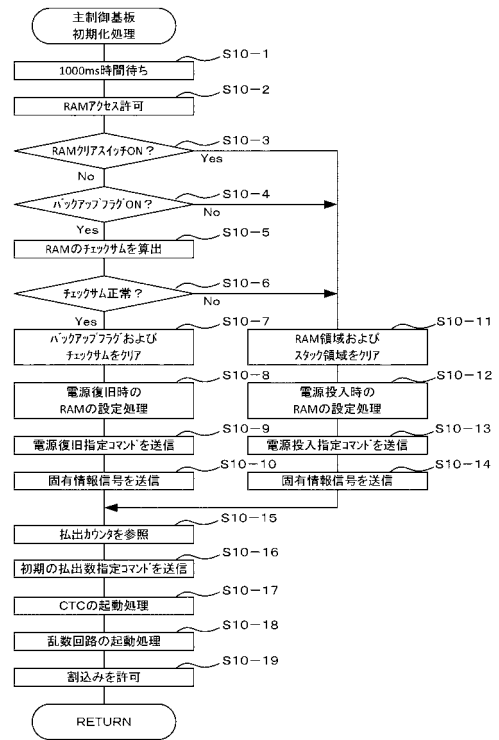 主制御基板
初期化処理
S10-1
1000ms時間待ち
S10-2
RAMアクセス許可
S10-3
RAMクリアスイッチON？
Yes
No
S10-4
バックアップフラグON？
No
Yes
S10-5
RAMのチェックサムを算出
S10-6
チェックサム正常？
No
Yes
S10-7
バックアップフラグおよび
チェックサムをクリア
S10-11
RAM領域および
スタック領域をクリア
S10-8
電源復旧時の
RAMの設定処理
S10-12
電源投入時の
RAMの設定処理
S10-9
電源復旧指定コマンドを送信
S10-13
電源投入指定コマンドを送信
S10-10
固有情報信号を送信
S10-14
固有情報信号を送信
S10-15
払出カウンタを参照
S10-16
初期の払出数指定コマンドを送信
S10-17
CTCの起動処理
S10-18
乱数回路の起動処理
S10-19
割込みを許可
RETURN